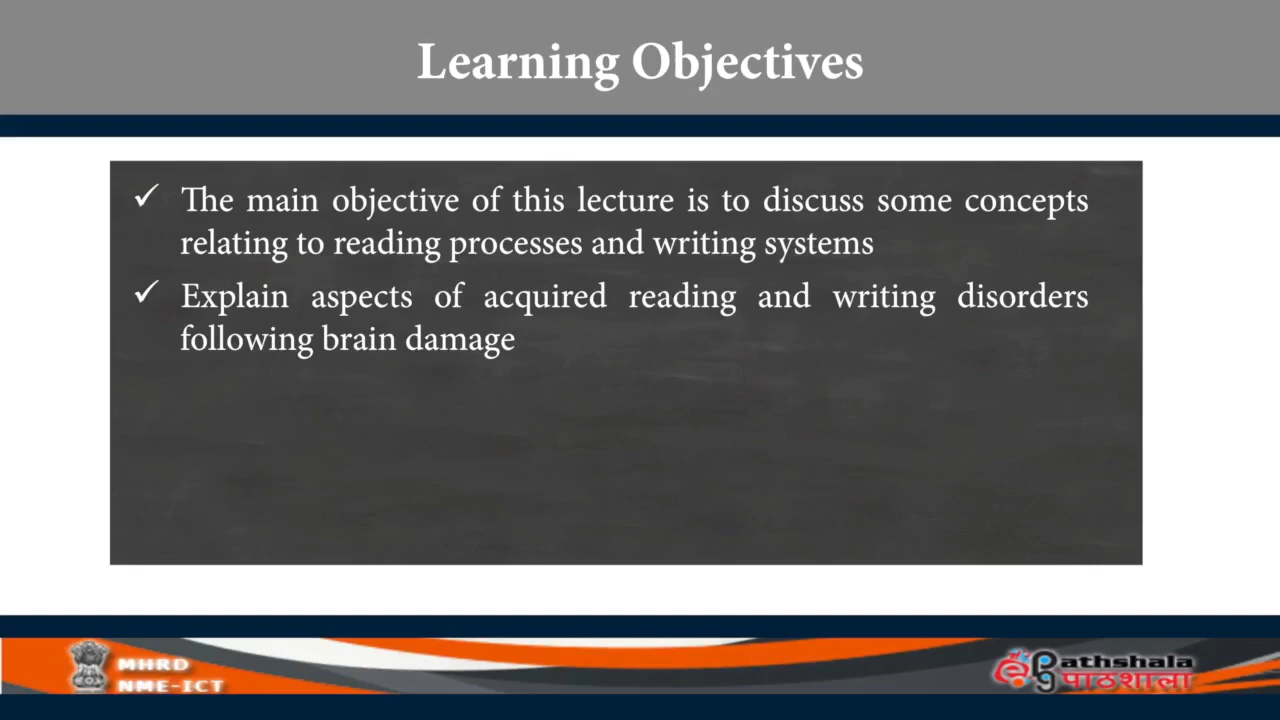 Learning Objectives
✓ The main objective of this lecture is to discuss some concepts
relating to reading processes and writing systems
✓ Explain aspects of acquired reading and writing disorders
following brain damage
MHRD
NME-ICT
Pathshala
पाठशाला